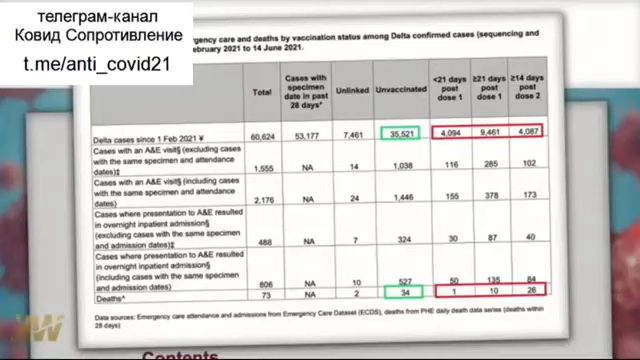 телеграм-канал
Ковид Сопротивление
t.me/anti_covid21
ergency care and deaths by vaccination status among Delta confirmed cases (sequencing and
ebruary 2021 to 14 June 2021.
Total
Cases with specimen date in past 28 days*
Unlinked
Unvaccinated
<21 days post dose 1
≥21 days post dose 1
≥14 days post dose 2
Delta cases since 1 Feb 2021 ¥ 60,624 53,177 7,461 35,521 4,094 9,461 4,087
Cases with an A&E visit§ (excluding cases
with the same specimen and attendance
dates)‡ 1,555 NA 14 1,038 116 285 102
Cases with an A&E visit§ (including cases
with the same specimen and attendance
dates) 2,176 NA 24 1,446 155 378 173
Cases where presentation to A&E resulted
in overnight inpatient admission§
(excluding cases with the same specimen
and admission dates)‡ 488 NA 7 324 30 87 40
Cases where presentation to A&E resulted
in overnight inpatient admission§
(including cases with the same specimen
and admission dates) 806 NA 10 527 50 135 84
Deaths^ 73 NA 2 34 1 10 26
Data sources: Emergency care attendance and admissions from Emergency Care Dataset (ECDS), deaths from PHE daily death data series (deaths within
28 days)
Contents